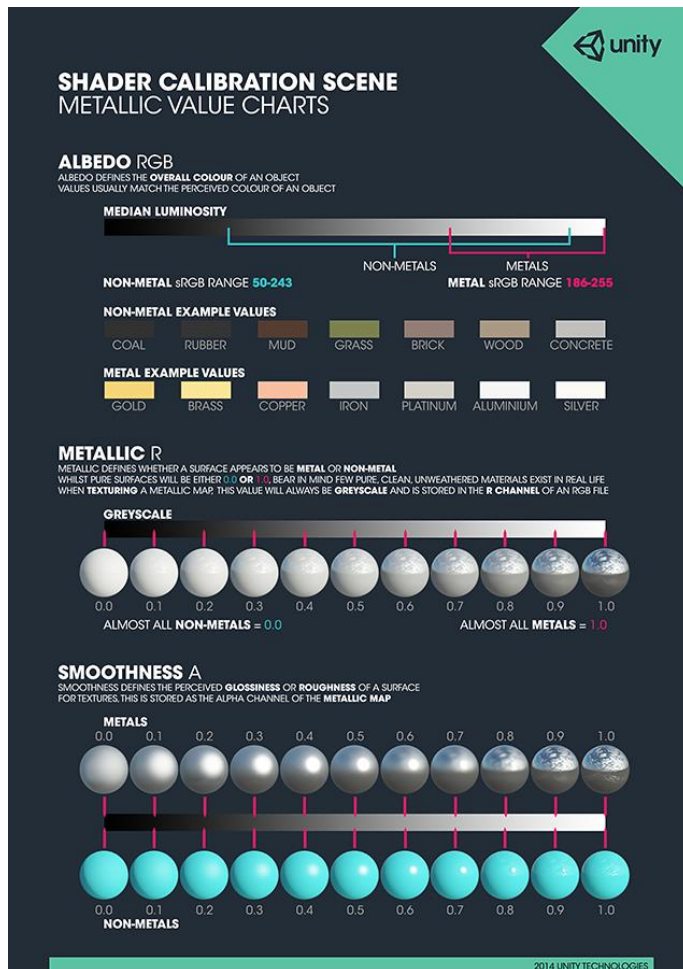 unity
SHADER CALIBRATION SCENE
METALLIC VALUE CHARTS
ALBEDO RGB
ALBEDO DEFINES THE OVERALL COLOUR OF AN OBJECT
VALUES USUALLY MATCH THE PERCEIVED COLOUR OF AN OBJECT
MEDIAN LUMINOSITY
NON-METALS METALS
NON-METAL sRGB RANGE 50-243 METAL sRGB RANGE 186-255
NON-METAL EXAMPLE VALUES
COAL RUBBER MUD GRASS BRICK WOOD CONCRETE
METAL EXAMPLE VALUES
GOLD BRASS COPPER IRON PLATINUM ALUMINIUM SILVER
METALLIC R
METALLIC DEFINES WHETHER A SURFACE APPEARS TO BE METAL OR NON-METAL
WHILST PURE SURFACES WILL BE EITHER 0.0 OR 1.0, BEAR IN MIND FEW PURE, CLEAN, UNWEATHERED MATERIALS EXIST IN REAL LIFE
WHEN TEXTURING A METALLIC MAP, THIS VALUE WILL ALWAYS BE GREYSCALE AND IS STORED IN THE R CHANNEL OF AN RGB FILE
GREYSCALE
0.0 0.1 0.2 0.3 0.4 0.5 0.6 0.7 0.8 0.9 1.0
ALMOST ALL NON-METALS = 0.0 ALMOST ALL METALS = 1.0
SMOOTHNESS A
SMOOTHNESS DEFINES THE PERCEIVED GLOSSINESS OR ROUGHNESS OF A SURFACE
FOR TEXTURES, THIS IS STORED AS THE ALPHA CHANNEL OF THE METALLIC MAP
METALS
0.0 0.1 0.2 0.3 0.4 0.5 0.6 0.7 0.8 0.9 1.0
0.0 0.1 0.2 0.3 0.4 0.5 0.6 0.7 0.8 0.9 1.0
NON-METALS
2014 UNITY TECHNOLOGIES